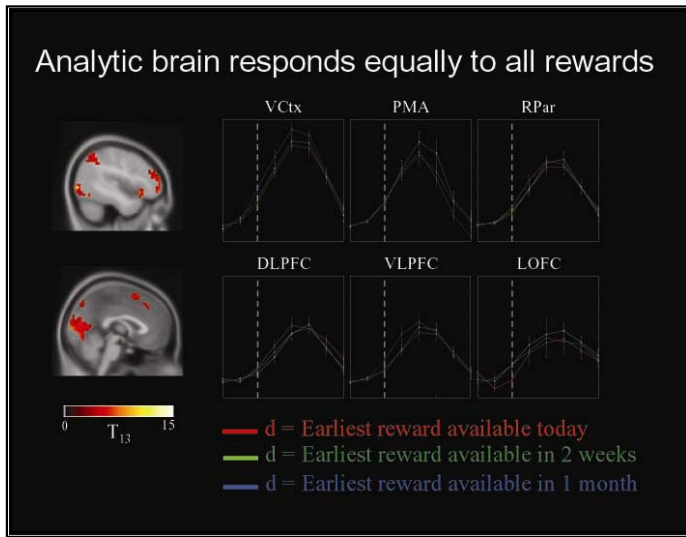 Analytic brain responds equally to all rewards
VCtx
PMA
RPar
DLPFC
VLPFC
LOFC
0
15
T13
d = Earliest reward available today
d = Earliest reward available in 2 weeks
d = Earliest reward available in 1 month